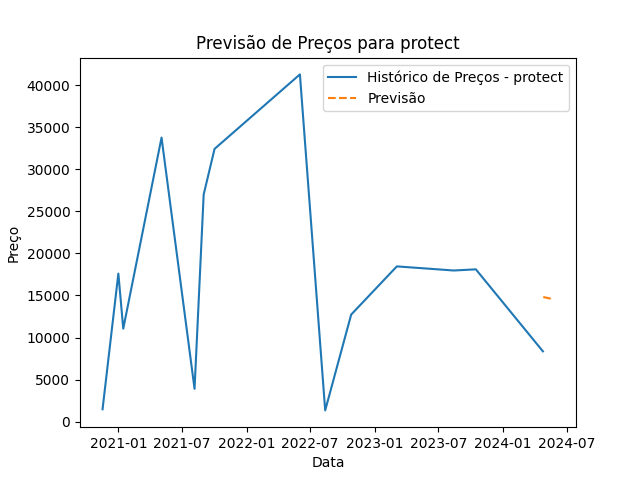 Previsão de Preços para protect
Histórico de Preços - protect
Previsão
Preço
40000
35000
30000
25000
20000
15000
10000
5000
0
2021-01 2021-07 2022-01 2022-07 2023-01 2023-07 2024-01 2024-07
Data